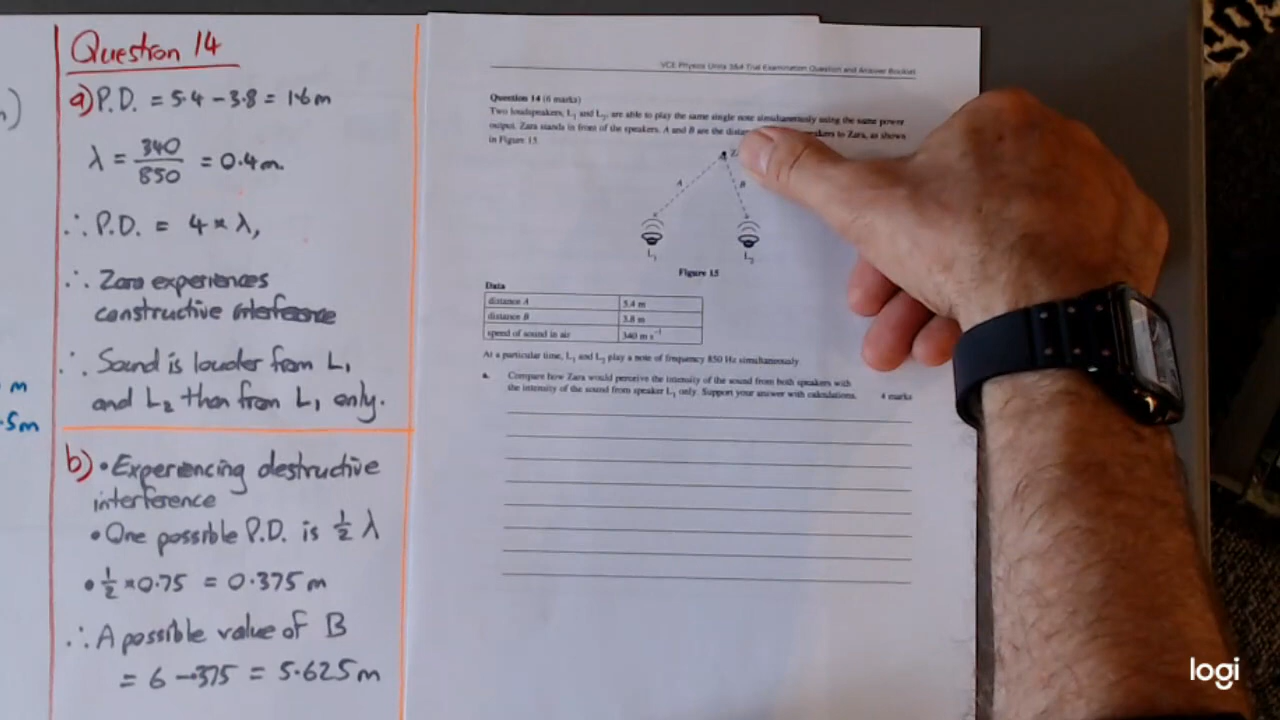 Question 14
a) P.D. = 5.4 - 3.8 = 1.6 m
λ = 340/850 = 0.4 m.
∴ P.D. = 4 × λ,
∴ Zara experiences
constructive interference
∴ Sound is louder from L₁
and L₂ then from L₁ only.
m
.5m
b) • Experiencing destructive
interference
• One possible P.D. is ½ λ
• ½ × 0.75 = 0.375 m
∴ A possible value of B
= 6 - .375 = 5.625 m
VCE Physics Units 3&4 Trial Examination Question and Answer Booklet
Question 14 (6 marks)
Two loudspeakers, L₁ and L₂, are able to play the same single note simultaneously using the same power
output. Zara stands in front of the speakers. A and B are the to Zara, as shown
in Figure 15.
A
B
L₁
L₂
Figure 15
Data
distance A 5.4 m
distance B 3.8 m
speed of sound in air 340 m s⁻¹
At a particular time, L₁ and L₂ play a note of frequency 850 Hz simultaneously.
a. Compare how Zara would perceive the intensity of the sound from both speakers with
the intensity of the sound from speaker L₁ only. Support your answer with calculations. 4 marks
logi